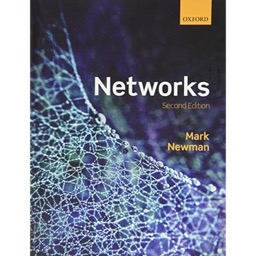 OXFORD
Networks
Second Edition
Mark
Newman